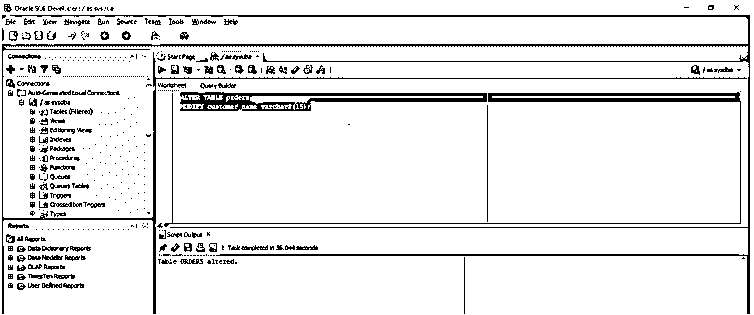 Oracle SQL Developer : / as sysdba
File Edit View Navigate Run Source Team Tools Window Help
Connections
Start Page
/ as sysdba
/ as sysdba
Worksheet Query Builder
Connections
Auto-Generated Local Connections
/ as sysdba
Tables (Filtered)
Views
Editioning Views
Indexes
Packages
Procedures
Functions
Queues
Queues Tables
Triggers
Crossedition Triggers
Types
ALTER TABLE orders
MODIFY customer_name varchar2(
Reports
All Reports
Data Dictionary Reports
Data Modeler Reports
OLAP Reports
TimesTen Reports
User Defined Reports
Script Output
Task completed in 36.044 seconds
Table ORDERS altered.